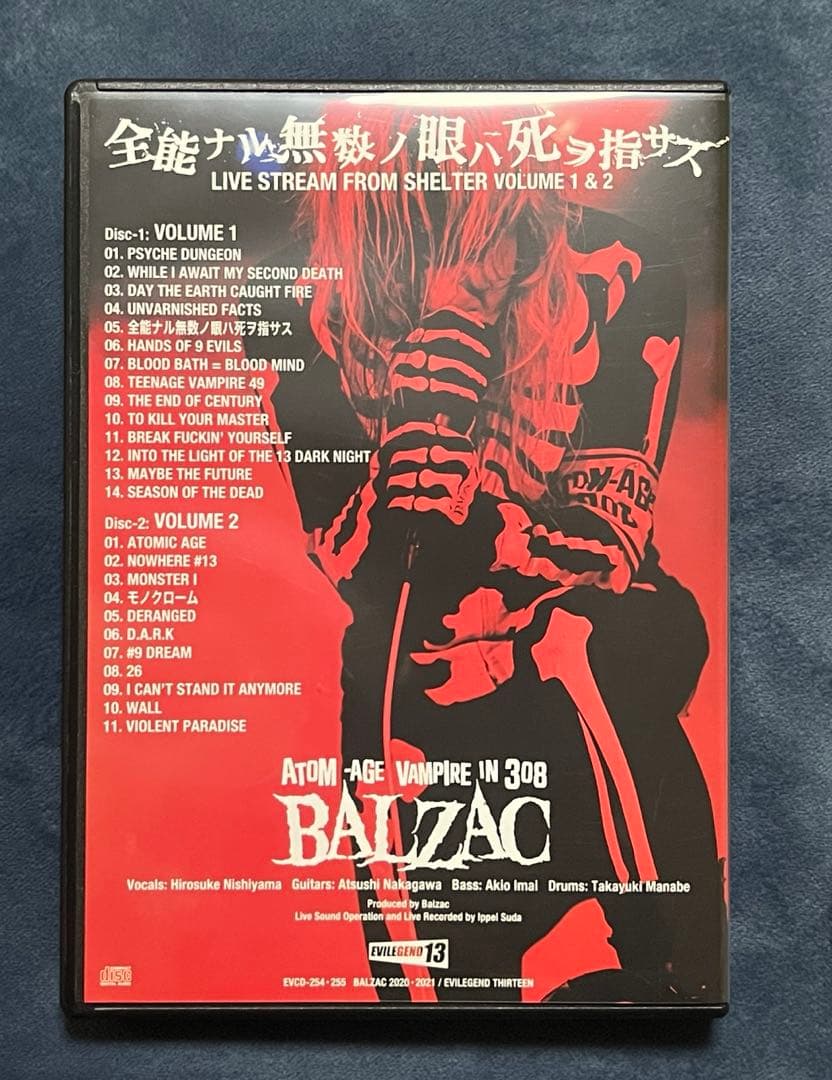 全能ナル無数ノ眼ハ死ヲ指サス
LIVE STREAM FROM SHELTER VOLUME 1 & 2
Disc-1: VOLUME 1
01. PSYCHE DUNGEON
02. WHILE I AWAIT MY SECOND DEATH
03. DAY THE EARTH CAUGHT FIRE
04. UNVARNISHED FACTS
05. 全能ナル無数ノ眼ハ死ヲ指サス
06. HANDS OF 9 EVILS
07. BLOOD BATH = BLOOD MIND
08. TEENAGE VAMPIRE 49
09. THE END OF CENTURY
10. TO KILL YOUR MASTER
11. BREAK FUCKIN' YOURSELF
12. INTO THE LIGHT OF THE 13 DARK NIGHT
13. MAYBE THE FUTURE
14. SEASON OF THE DEAD
Disc-2: VOLUME 2
01. ATOMIC AGE
02. NOWHERE #13
03. MONSTER I
04. モノクローム
05. DERANGED
06. D.A.R.K
07. #9 DREAM
08. 26
09. I CAN'T STAND IT ANYMORE
10. WALL
11. VIOLENT PARADISE
ATOM-AGE VAMPIRE IN 308
BALZAC
Vocals: Hirosuke Nishiyama Guitars: Atsushi Nakagawa Bass: Akio Imai Drums: Takayuki Manabe
Produced by Balzac
Live Sound Operation and Live Recorded by Ippei Suda
EVILEGEND 13
disc
DIGITAL AUDIO
EVCD-254・255 BALZAC 2020・2021 / EVILEGEND THIRTEEN